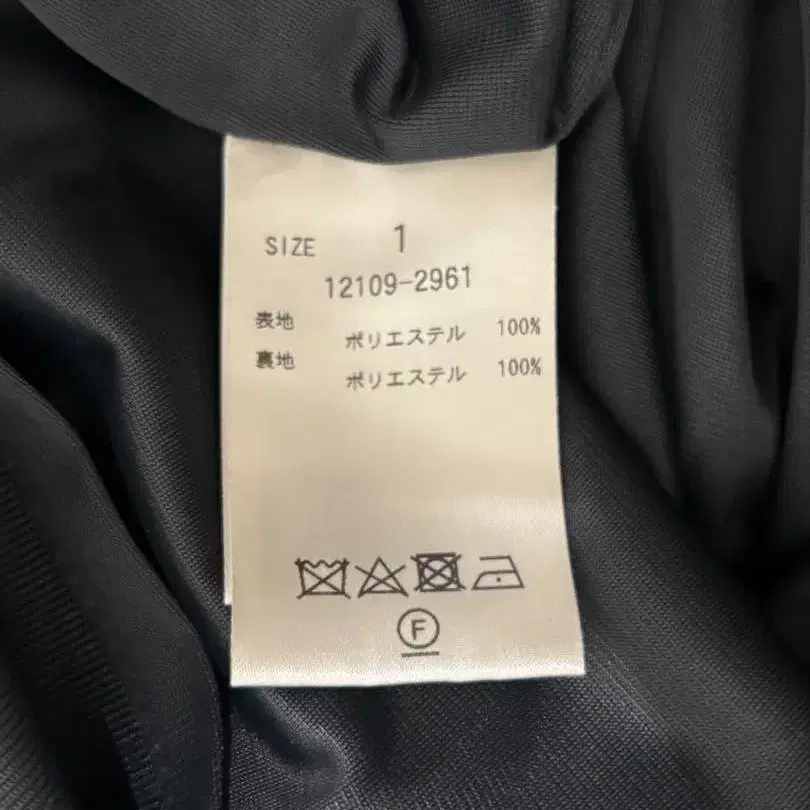 SIZE 1
12109-2961
表地 ポリエステル 100%
裏地 ポリエステル 100%
F